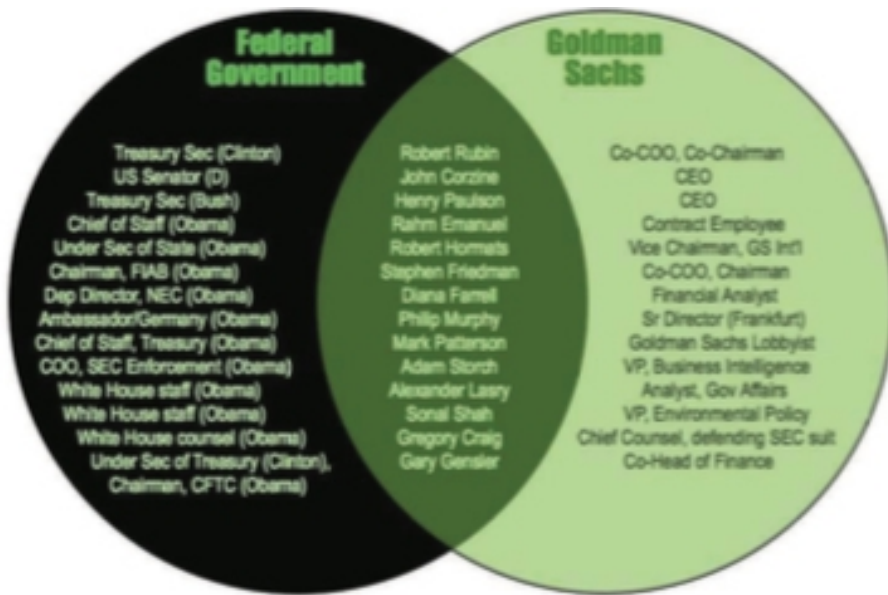 Federal
Government
Goldman
Sachs
Treasury Sec (Clinton) Robert Rubin Co-COO, Co-Chairman
US Senator (D) John Corzine CEO
Treasury Sec (Bush) Henry Paulson CEO
Chief of Staff (Obama) Rahm Emanuel Contract Employee
Under Sec of State (Obama) Robert Hormats Vice Chairman, GS Int'l
Chairman, FIAB (Obama) Stephen Friedman Co-COO, Chairman
Dep Director, NEC (Obama) Diana Farrell Financial Analyst
Ambassador/Germany (Obama) Philip Murphy Sr Director (Frankfurt)
Chief of Staff, Treasury (Obama) Mark Patterson Goldman Sachs Lobbyist
COO, SEC Enforcement (Obama) Adam Storch VP, Business Intelligence
White House staff (Obama) Alexander Lasry Analyst, Gov Affairs
White House staff (Obama) Sonal Shah VP, Environmental Policy
White House counsel (Obama) Gregory Craig Chief Counsel, defending SEC suit
Under Sec of Treasury (Clinton), Gary Gensler Co-Head of Finance
Chairman, CFTC (Obama)